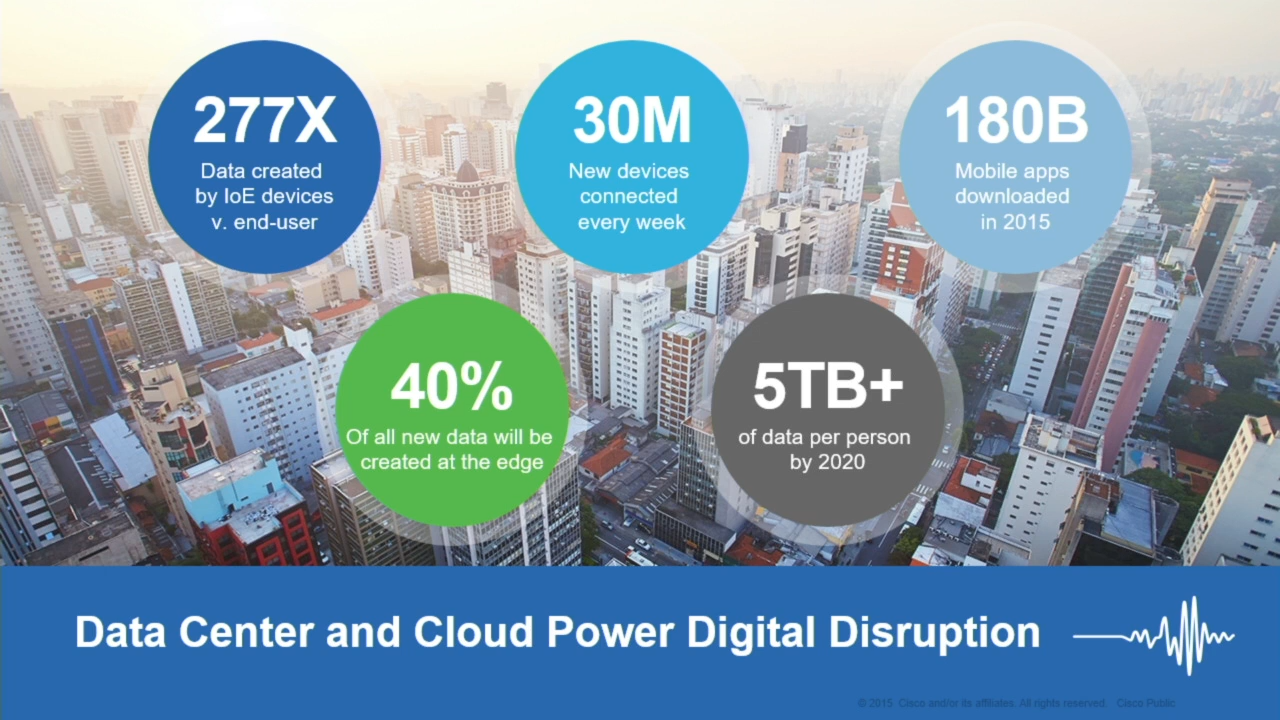 277X
Data created
by IoE devices
v. end-user
30M
New devices
connected
every week
180B
Mobile apps
downloaded
in 2015
40%
Of all new data will be
created at the edge
5TB+
of data per person
by 2020
Data Center and Cloud Power Digital Disruption
© 2015 Cisco and/or its affiliates. All rights reserved. Cisco Public